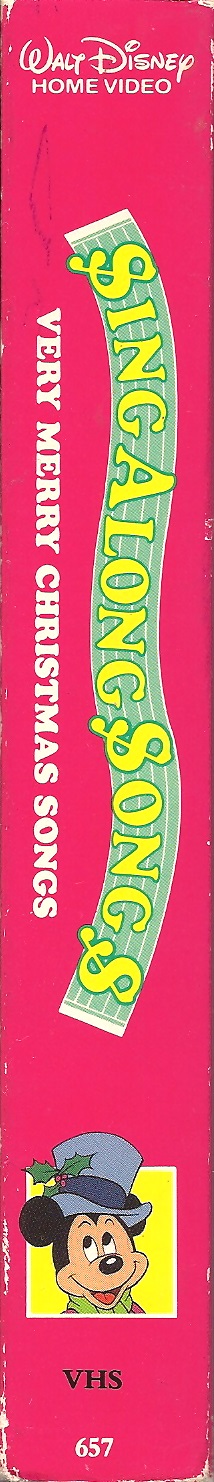 Walt Disney
HOME VIDEO
SING ALONG SONGS
VERY MERRY CHRISTMAS SONGS
VHS
657